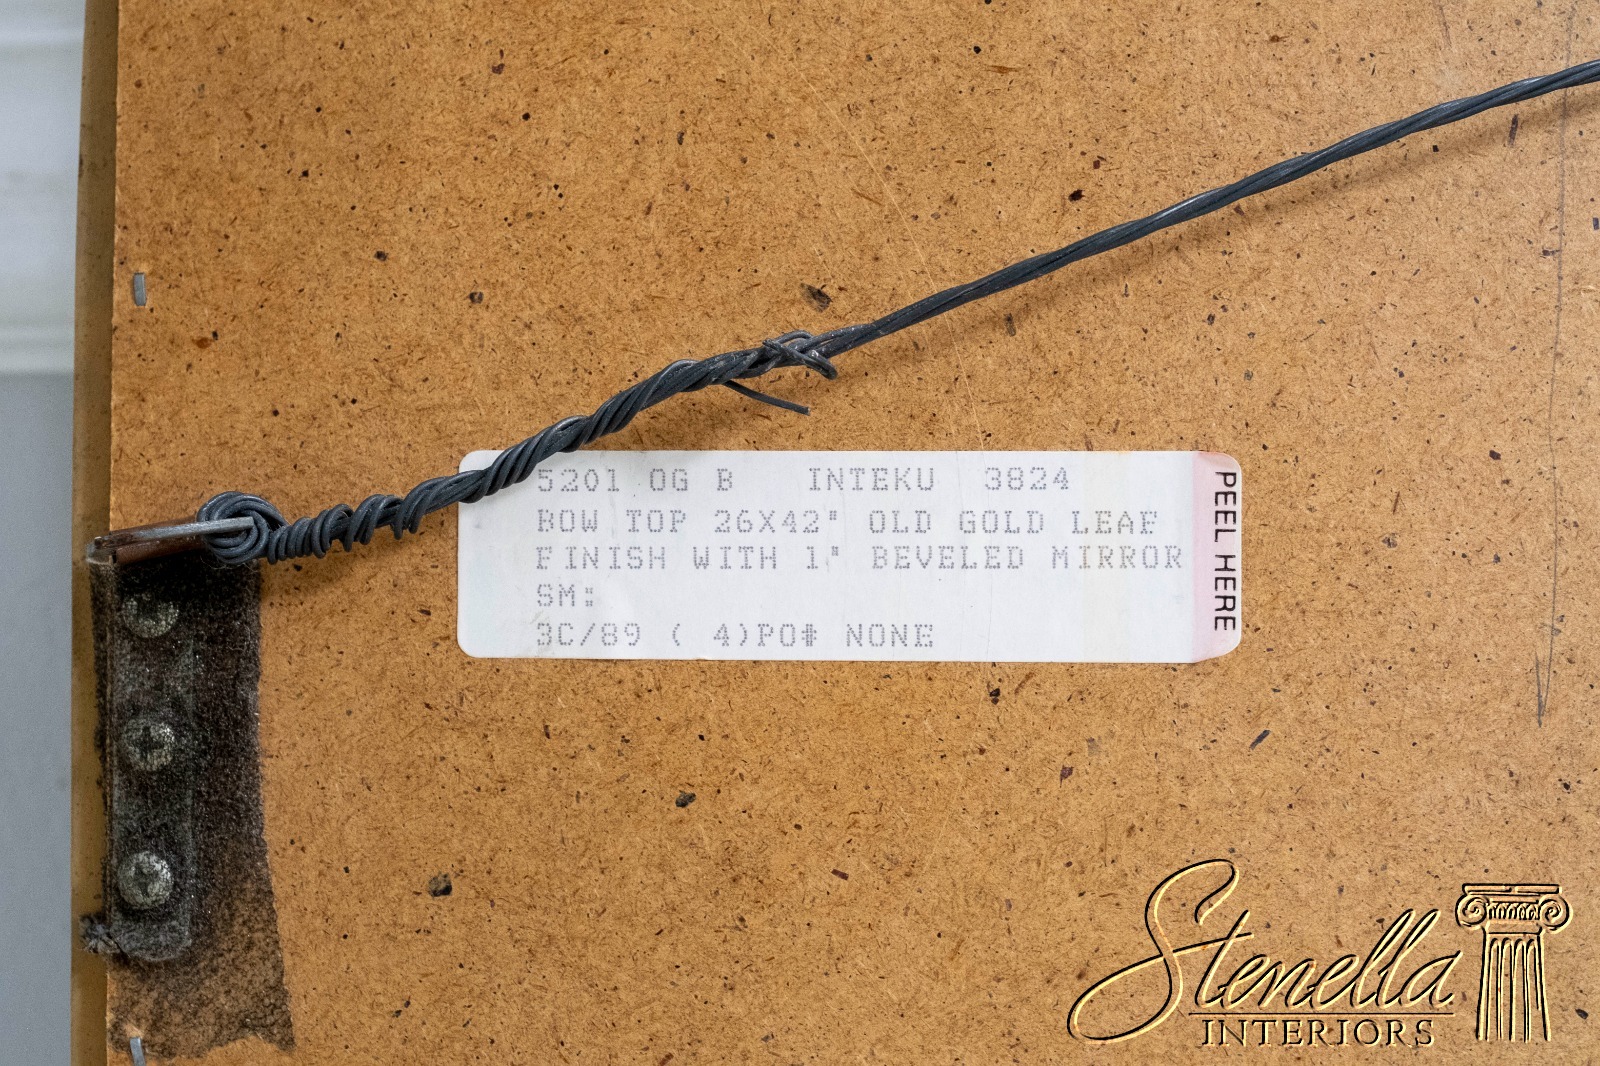 5201 OG B INTEKU 3824
BOW TOP 26X42" OLD GOLD LEAF
FINISH WITH 1" BEVELED MIRROR
SM:
3C/89 ( 4)PO# NONE
PEEL HERE
Stenella
INTERIORS